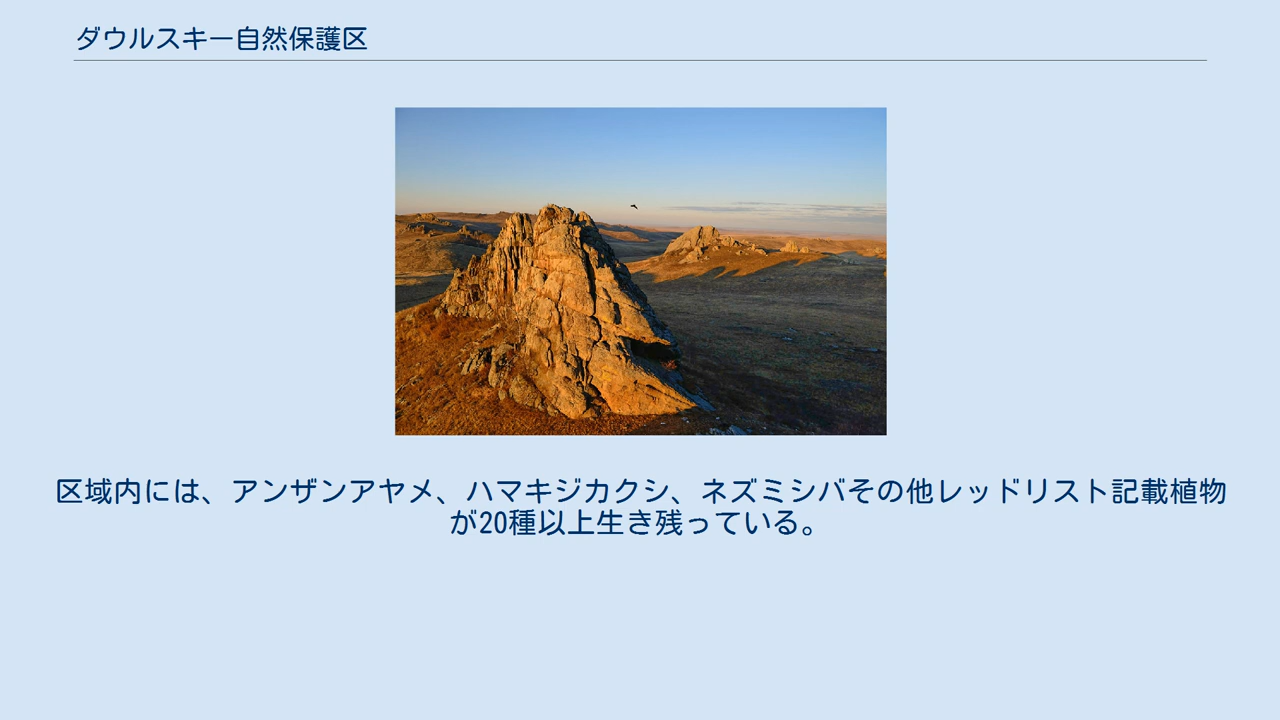 ダウルスキー自然保護区
区域内には、アンザンアヤメ、ハマキジカクシ、ネズミシバその他レッドリスト記載植物
が20種以上生き残っている。